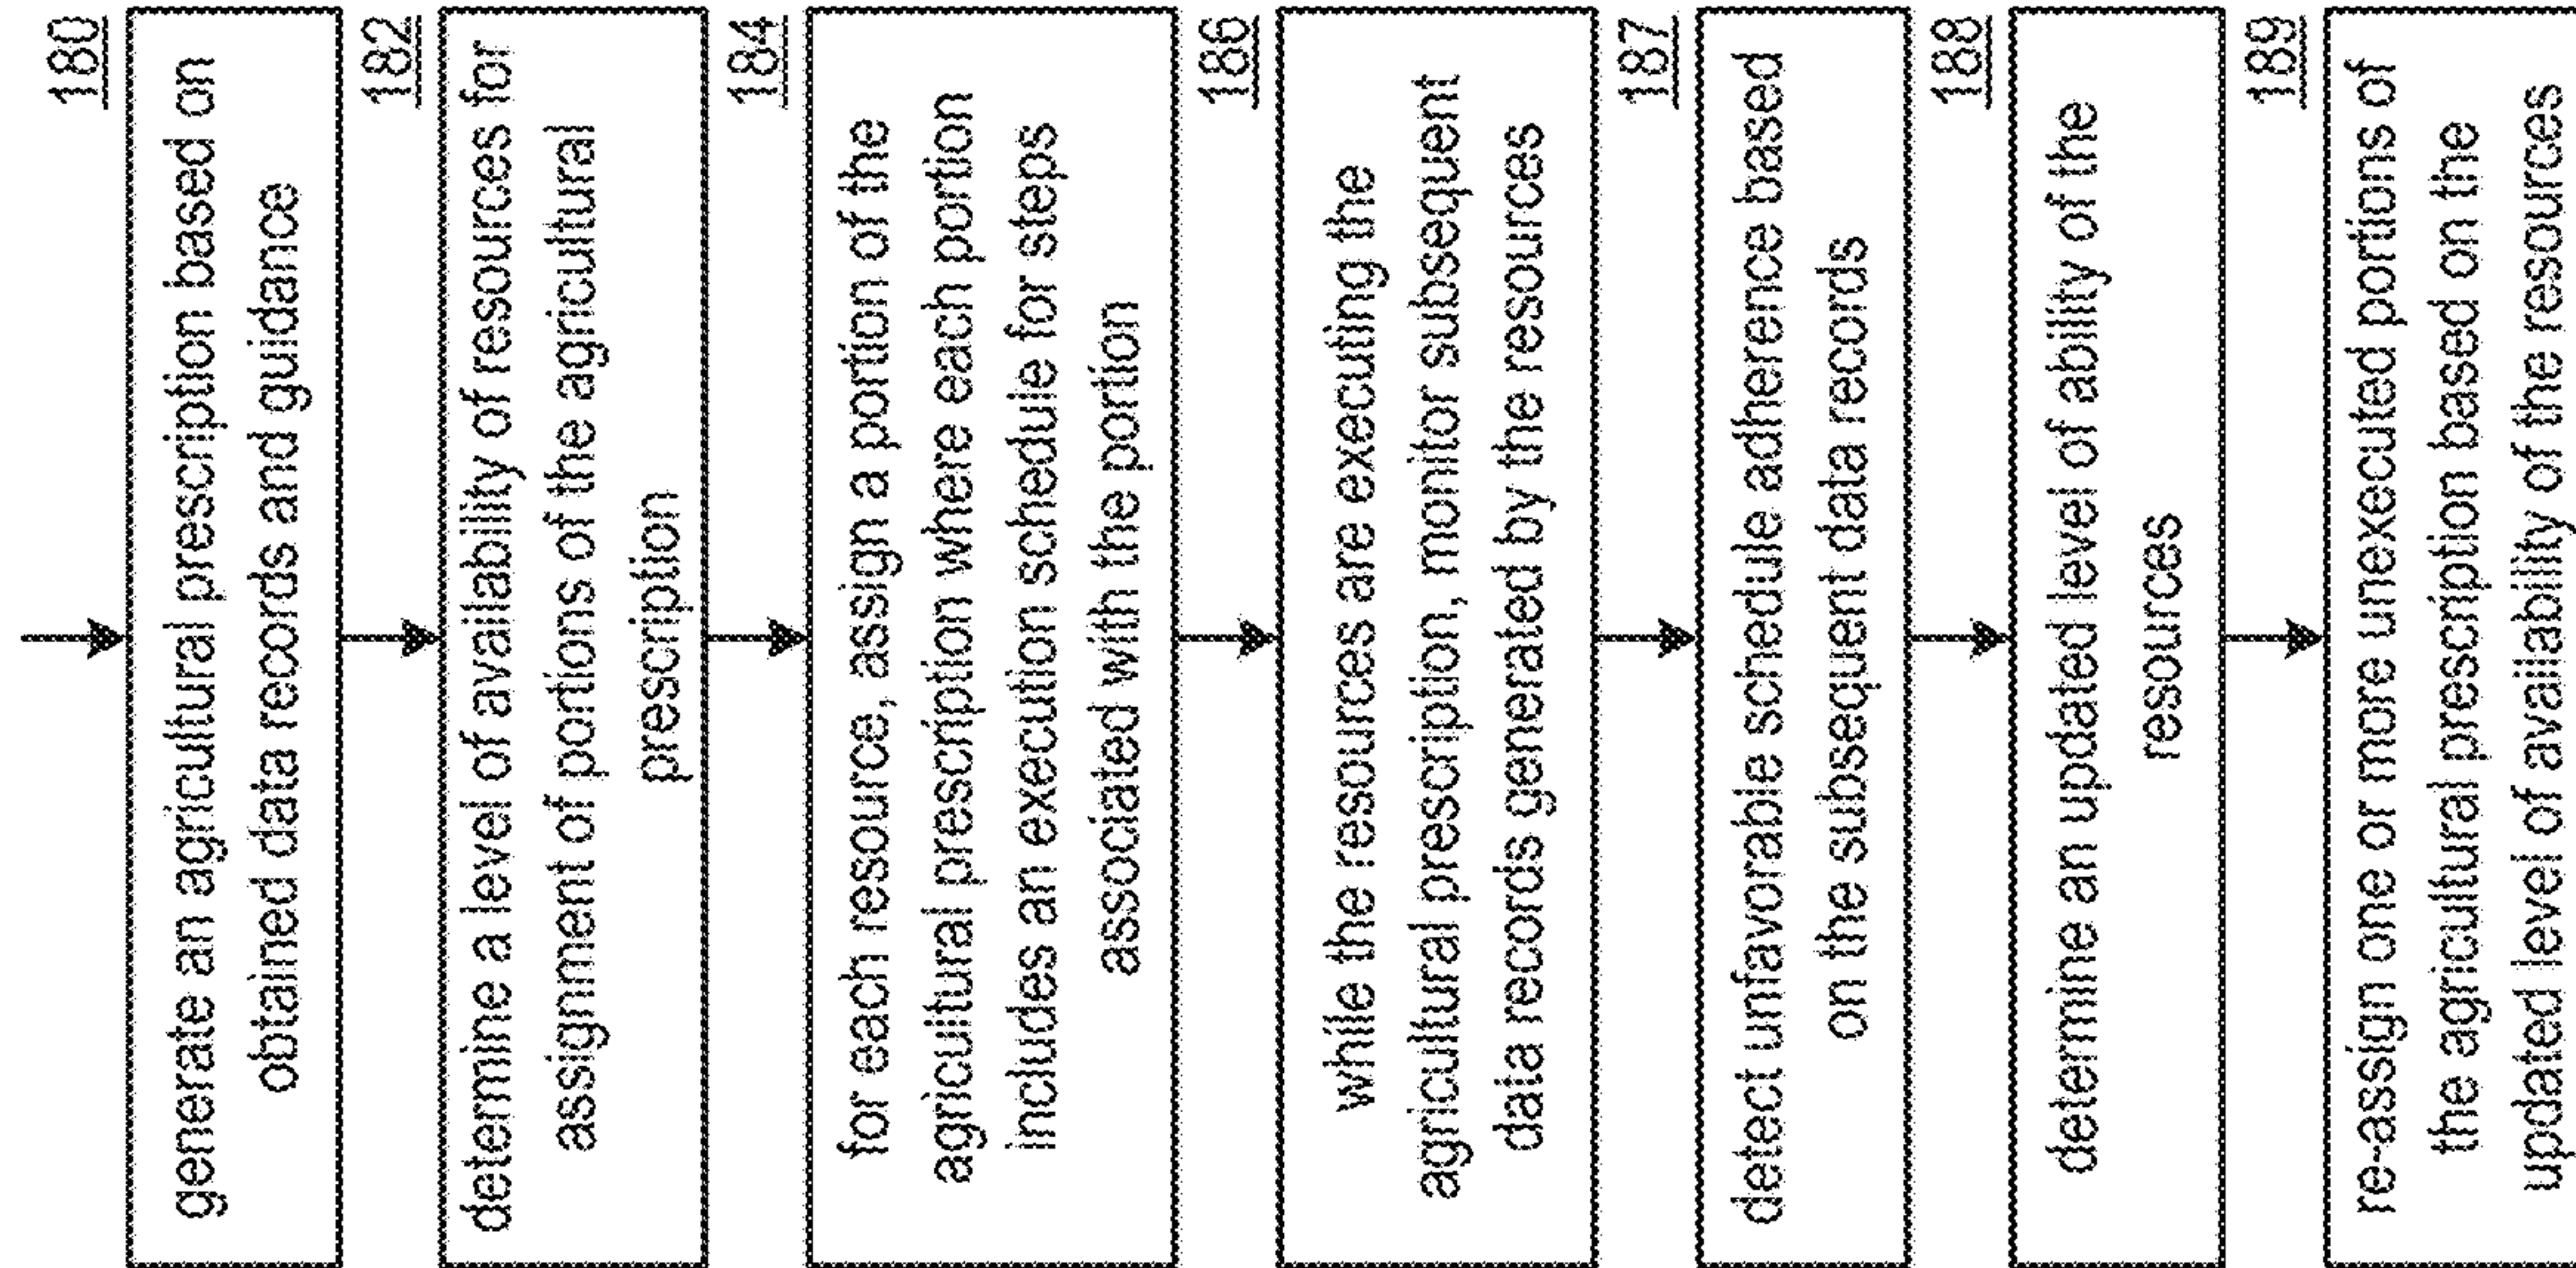 180
generate an agricultural prescription based on
obtained data records and guidance
182
determine a level of availability of resources for
assignment of portions of the agricultural
prescription
184
for each resource, assign a portion of the
agricultural prescription where each portion
includes an execution schedule for steps
associated with the portion
186
while the resources are executing the
agricultural prescription, monitor subsequent
data records generated by the resources
187
detect unfavorable schedule adherence based
on the subsequent data records
188
determine an updated level of ability of the
resources
189
re-assign one or more unexecuted portions of
the agricultural prescription based on the
updated level of availability of the resources